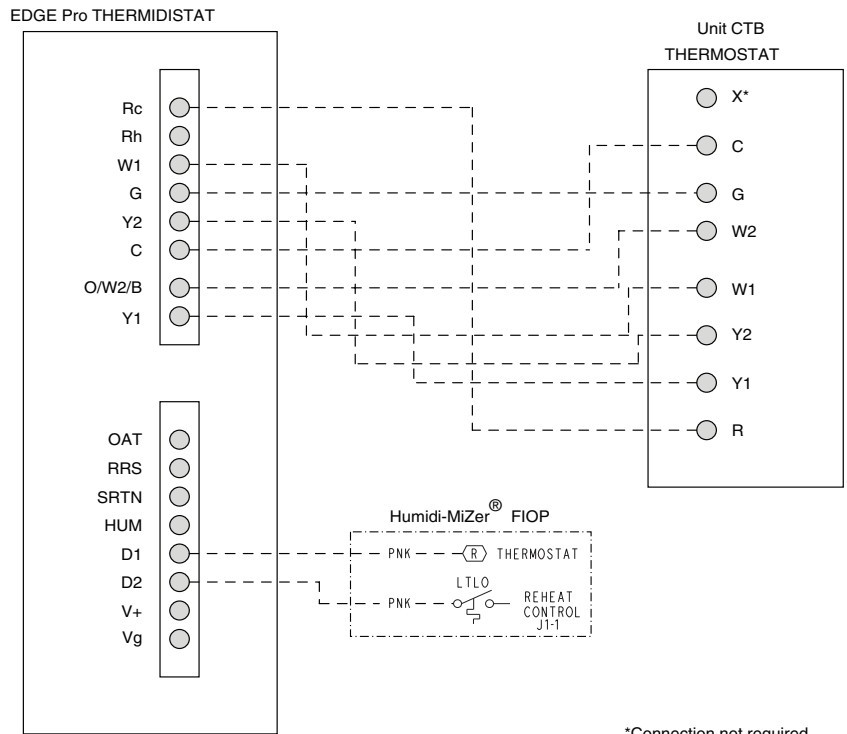 EDGE Pro THERMIDISTAT
Rc
Rh
W1
G
Y2
C
O/W2/B
Y1
OAT
RRS
SRTN
HUM
D1
D2
V+
Vg
Unit CTB
THERMOSTAT
X*
C
G
W2
W1
Y2
Y1
R
Humidi-MiZer® FIOP
PNK R THERMOSTAT
LTLO
PNK REHEAT
CONTROL
J1-1
*Connection not required.